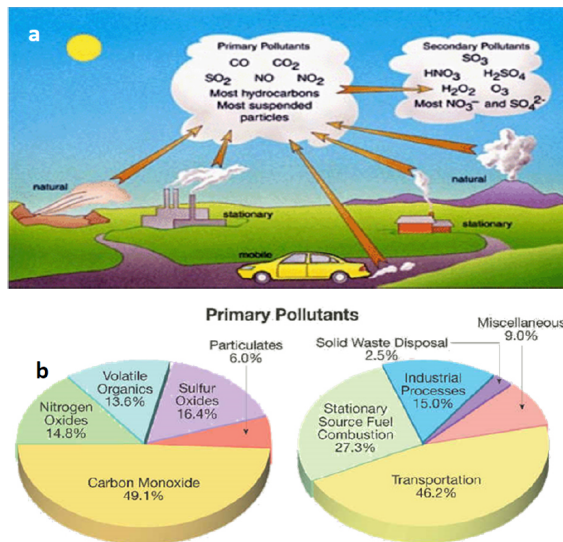 a
Primary Pollutants
CO CO2
SO2 NO NO2
Most hydrocarbons
Most suspended
particles
Secondary Pollutants
SO3
HNO3 H2SO4
H2O2 O3
Most NO3– and SO42-
natural
stationary
mobile
natural
stationary
b
Primary Pollutants
Particulates
6.0%
Volatile
Organics
13.6%
Sulfur
Oxides
16.4%
Nitrogen
Oxides
14.8%
Carbon Monoxide
49.1%
Miscellaneous
9.0%
Solid Waste Disposal
2.5%
Industrial
Processes
15.0%
Stationary
Source Fuel
Combustion
27.3%
Transportation
46.2%